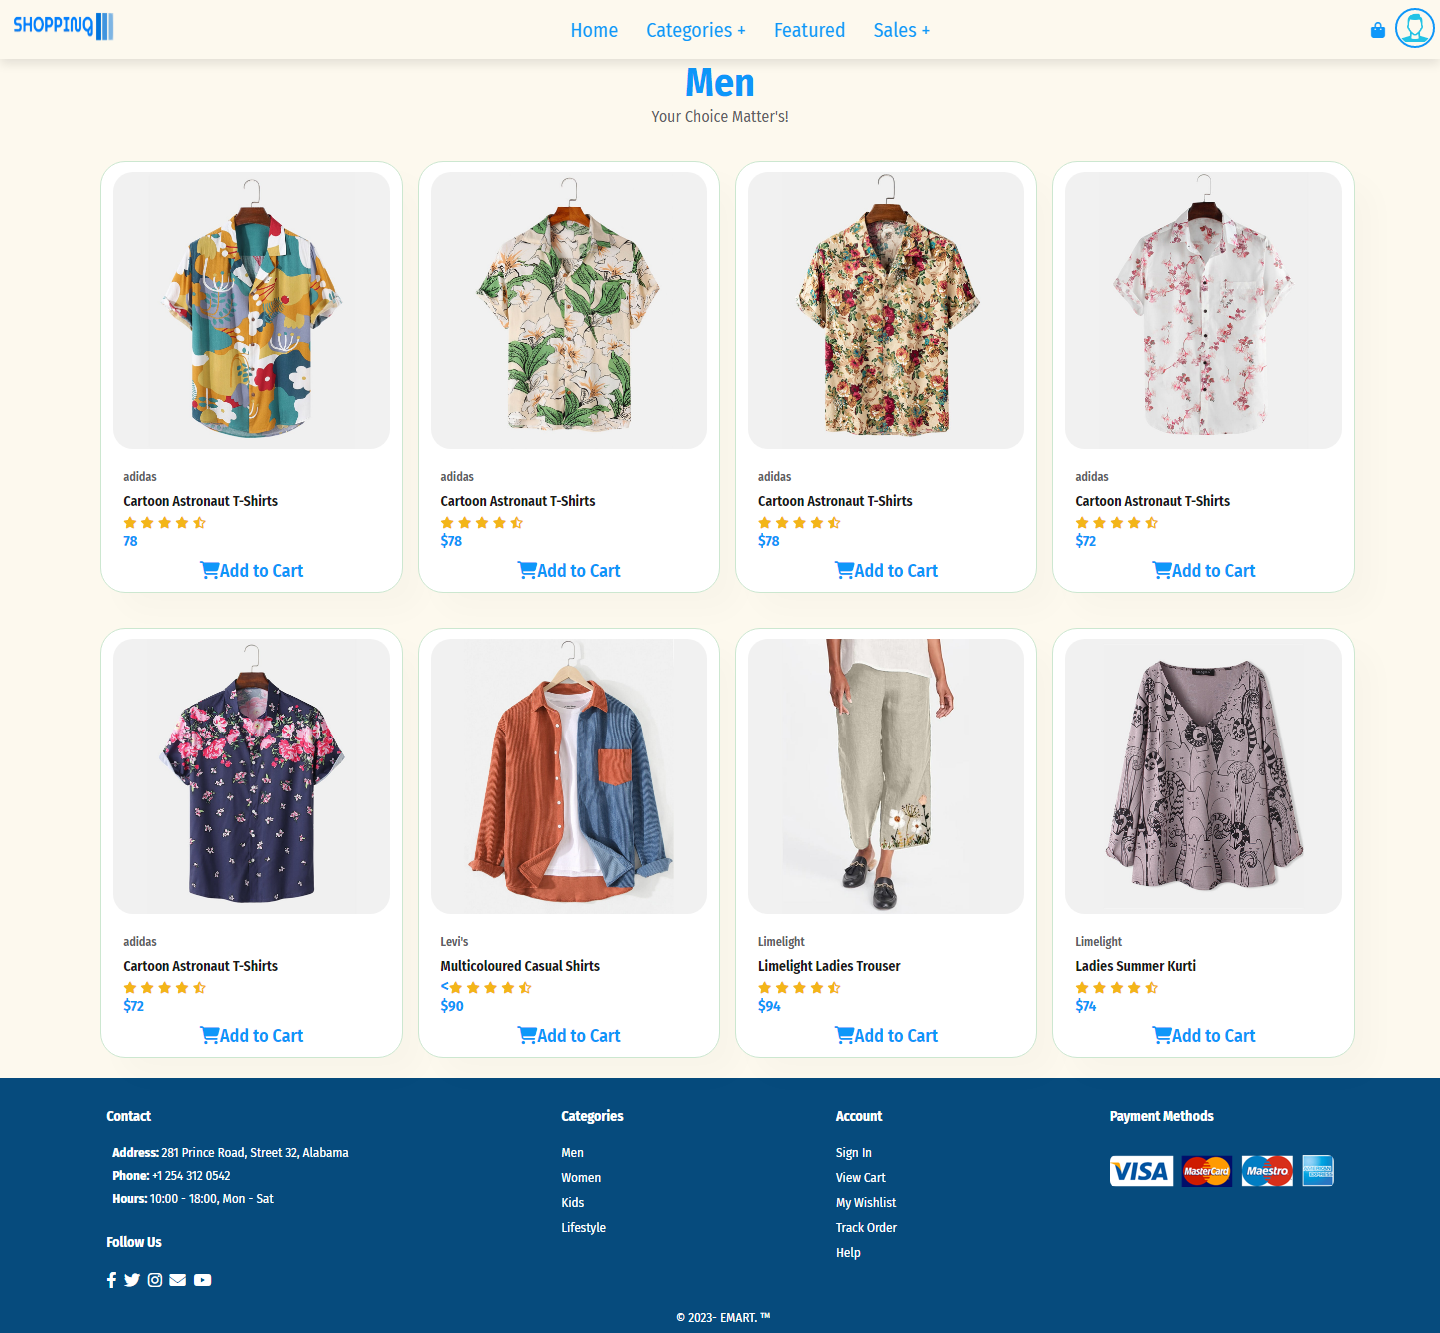 SHOPPINQ
Home Categories + Featured Sales +
Men
Your Choice Matter's!
adidas
Cartoon Astronaut T-Shirts
78
Add to Cart
adidas
Cartoon Astronaut T-Shirts
$78
Add to Cart
adidas
Cartoon Astronaut T-Shirts
$78
Add to Cart
adidas
Cartoon Astronaut T-Shirts
$72
Add to Cart
adidas
Cartoon Astronaut T-Shirts
$72
Add to Cart
Levi's
Multicoloured Casual Shirts
<
$90
Add to Cart
Limelight
Limelight Ladies Trouser
$94
Add to Cart
Limelight
Ladies Summer Kurti
$74
Add to Cart
Contact
Address: 281 Prince Road, Street 32, Alabama
Phone: +1 254 312 0542
Hours: 10:00 - 18:00, Mon - Sat
Follow Us
Categories
Men
Women
Kids
Lifestyle
Account
Sign In
View Cart
My Wishlist
Track Order
Help
Payment Methods
VISA MasterCard Maestro AMERICAN EXPRESS
© 2023- EMART. ™